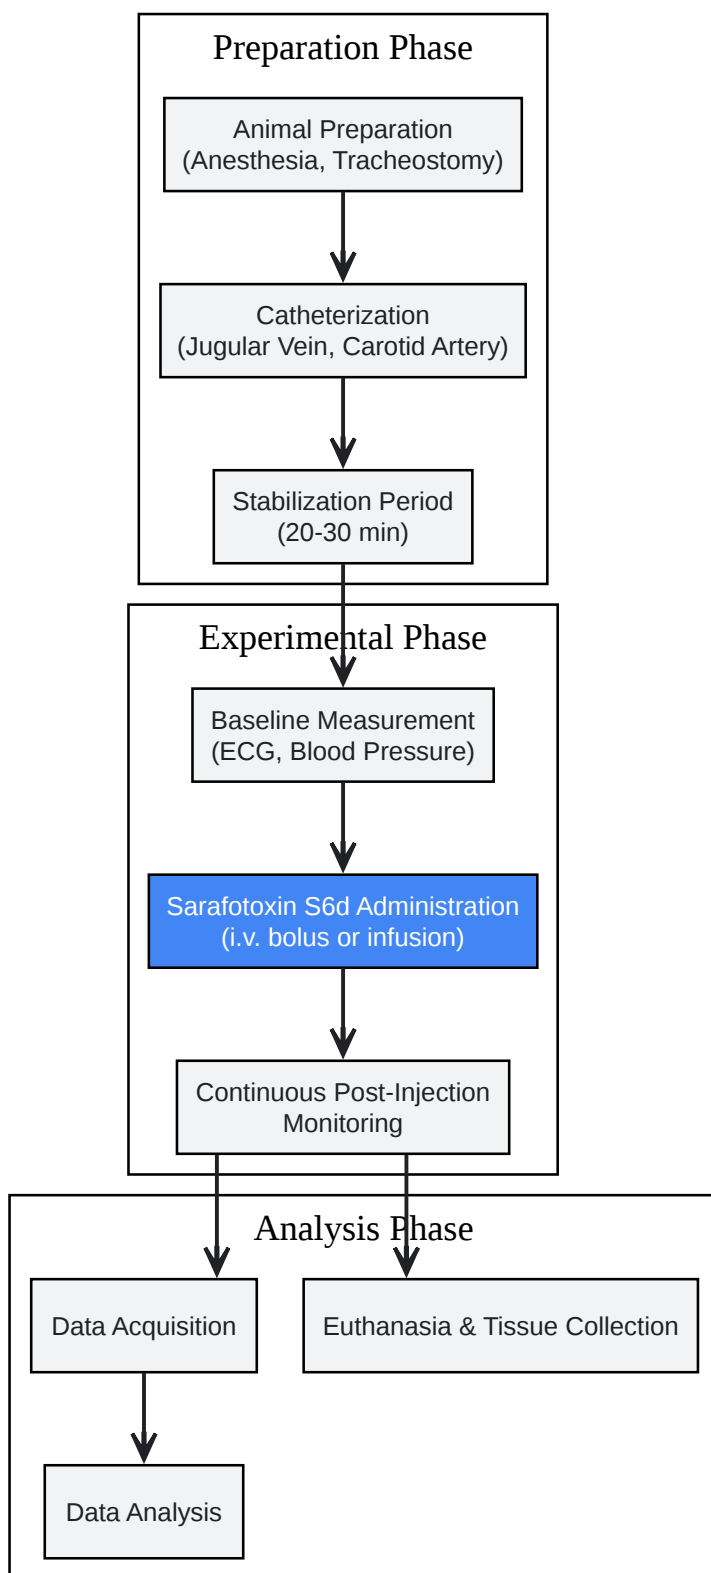 Preparation Phase
Animal Preparation
(Anesthesia, Tracheostomy)
Catheterization
(Jugular Vein, Carotid Artery)
Stabilization Period
(20-30 min)
Experimental Phase
Baseline Measurement
(ECG, Blood Pressure)
Sarafotoxin S6d Administration
(i.v. bolus or infusion)
Continuous Post-Injection
Monitoring
Analysis Phase
Data Acquisition
Euthanasia & Tissue Collection
Data Analysis